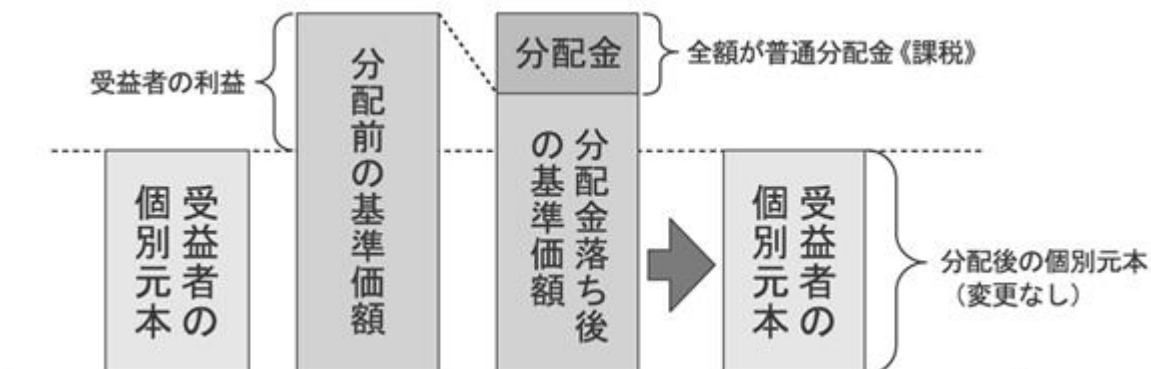 受益者の利益
受益者の
個別元本
分配前の基準価額
分配金
全額が普通分配金《課税》
分配金落ち後
の基準価額
受益者の
個別元本
分配後の個別元本
（変更なし）